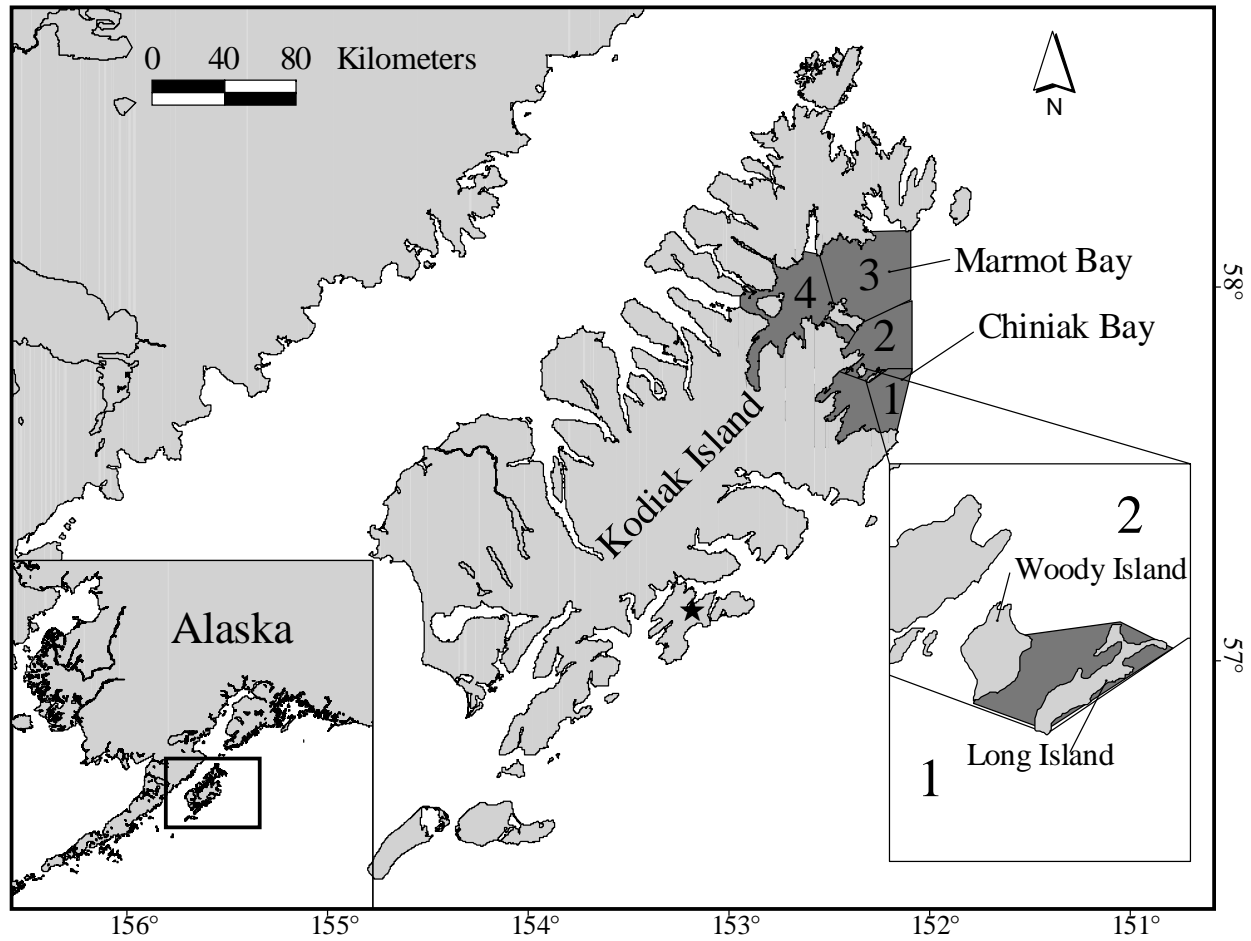 0 40 80 Kilometers
N
Marmot Bay
3
4
58°
2
Chiniak Bay
1
Kodiak Island
2
Woody Island
Alaska
57°
Long Island
1
156° 155° 154° 153° 152° 151°